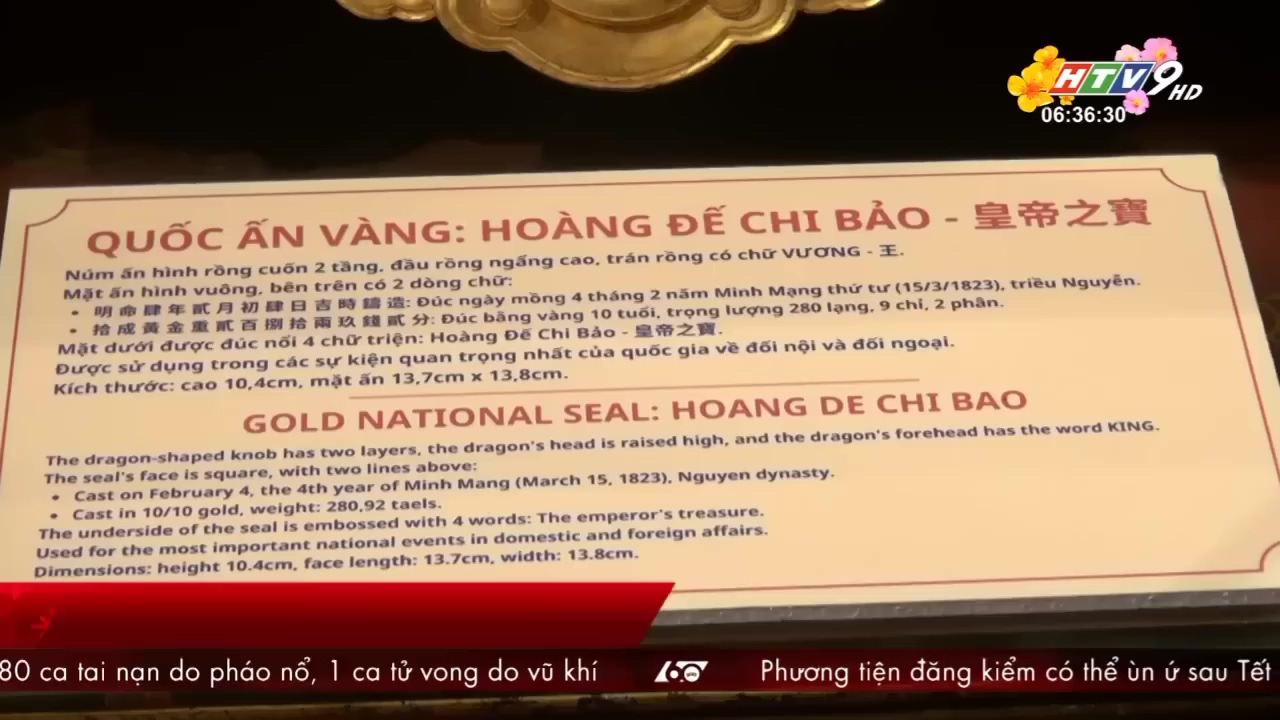 HTV9 HD
06:36:30
QUỐC ẤN VÀNG: HOÀNG ĐẾ CHI BẢO - 皇帝之寶
Núm ấn hình rồng cuốn 2 tầng, đầu rồng ngẩng cao, trán rồng có chữ VƯƠNG - 王.
Mặt ấn hình vuông, bên trên có 2 dòng chữ:
• 明命肆年貳月初肆日吉時鑄造: Đúc ngày mồng 4 tháng 2 năm Minh Mạng thứ tư (15/3/1823), triều Nguyễn.
• 拾成黃金重貳百捌拾兩玖錢貳分: Đúc bằng vàng 10 tuổi, trọng lượng 280 lạng, 9 chỉ, 2 phân.
Mặt dưới được đúc nổi 4 chữ triện: Hoàng Đế Chi Bảo - 皇帝之寶.
Được sử dụng trong các sự kiện quan trọng nhất của quốc gia về đối nội và đối ngoại.
Kích thước: cao 10,4cm, mặt ấn 13,7cm x 13,8cm.
GOLD NATIONAL SEAL: HOANG DE CHI BAO
The dragon-shaped knob has two layers, the dragon's head is raised high, and the dragon's forehead has the word KING.
The seal's face is square, with two lines above:
• Cast on February 4, the 4th year of Minh Mang (March 15, 1823), Nguyen dynasty.
• Cast in 10/10 gold, weight: 280,92 taels.
The underside of the seal is embossed with 4 words: The emperor's treasure.
Used for the most important national events in domestic and foreign affairs.
Dimensions: height 10.4cm, face length: 13.7cm, width: 13.8cm.
80 ca tai nạn do pháo nổ, 1 ca tử vong do vũ khí 60 Phương tiện đăng kiểm có thể ùn ứ sau Tết